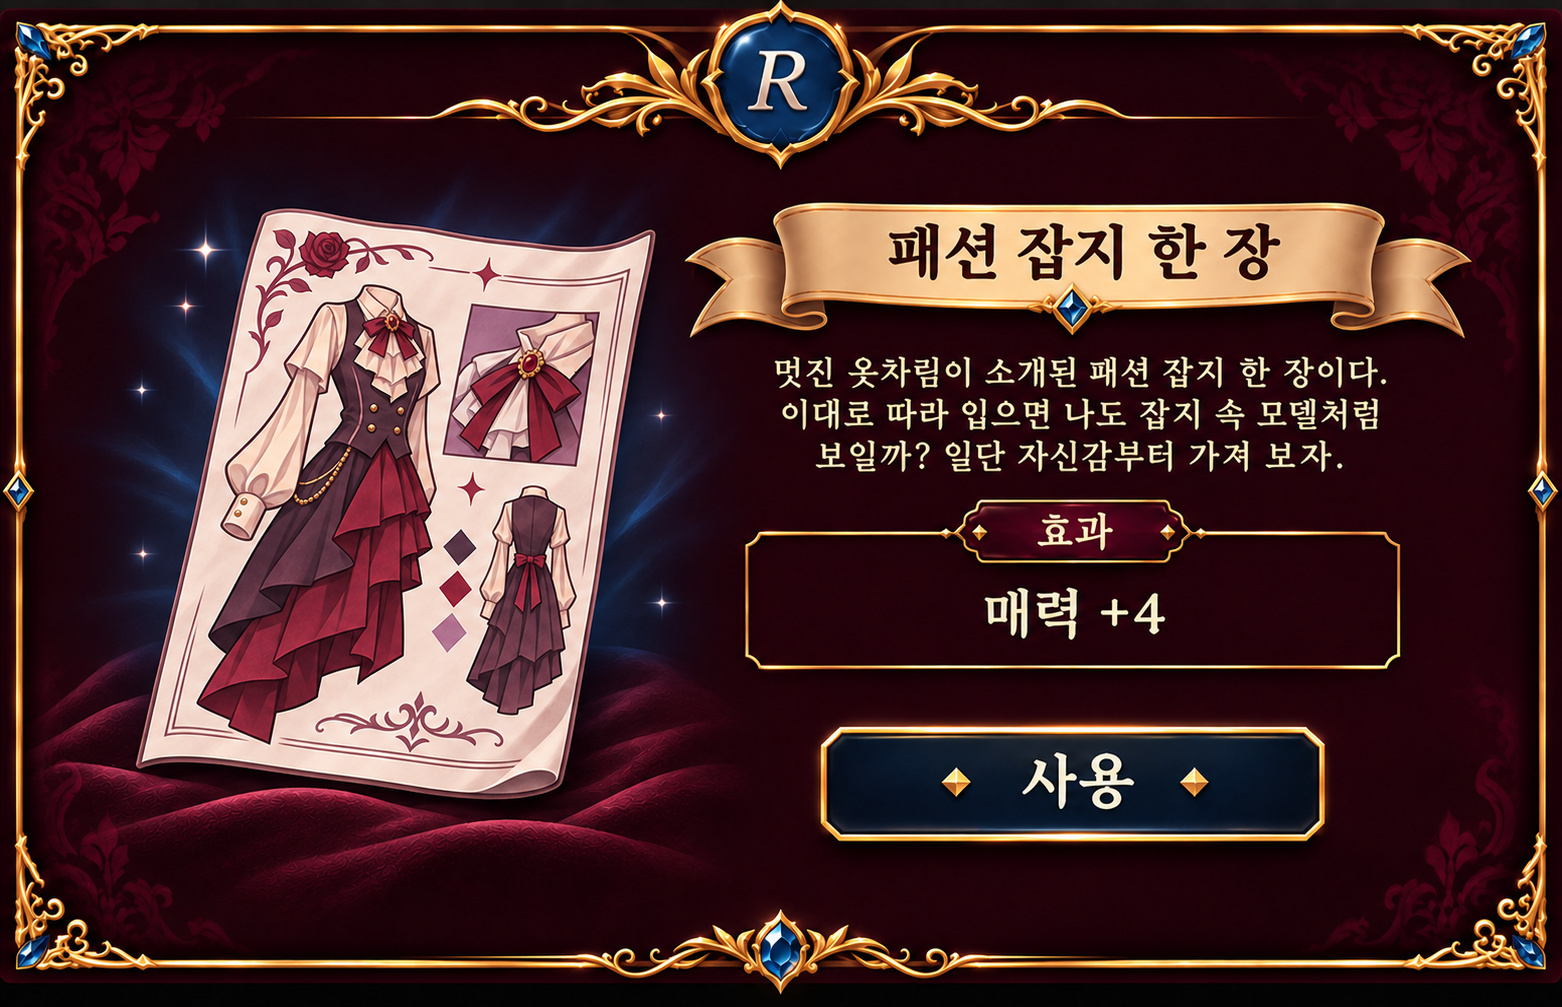 R
패션 잡지 한 장
멋진 옷차림이 소개된 패션 잡지 한 장이다.
이대로 따라 입으면 나도 잡지 속 모델처럼
보일까? 일단 자신감부터 가져 보자.
효과
매력 +4
사용